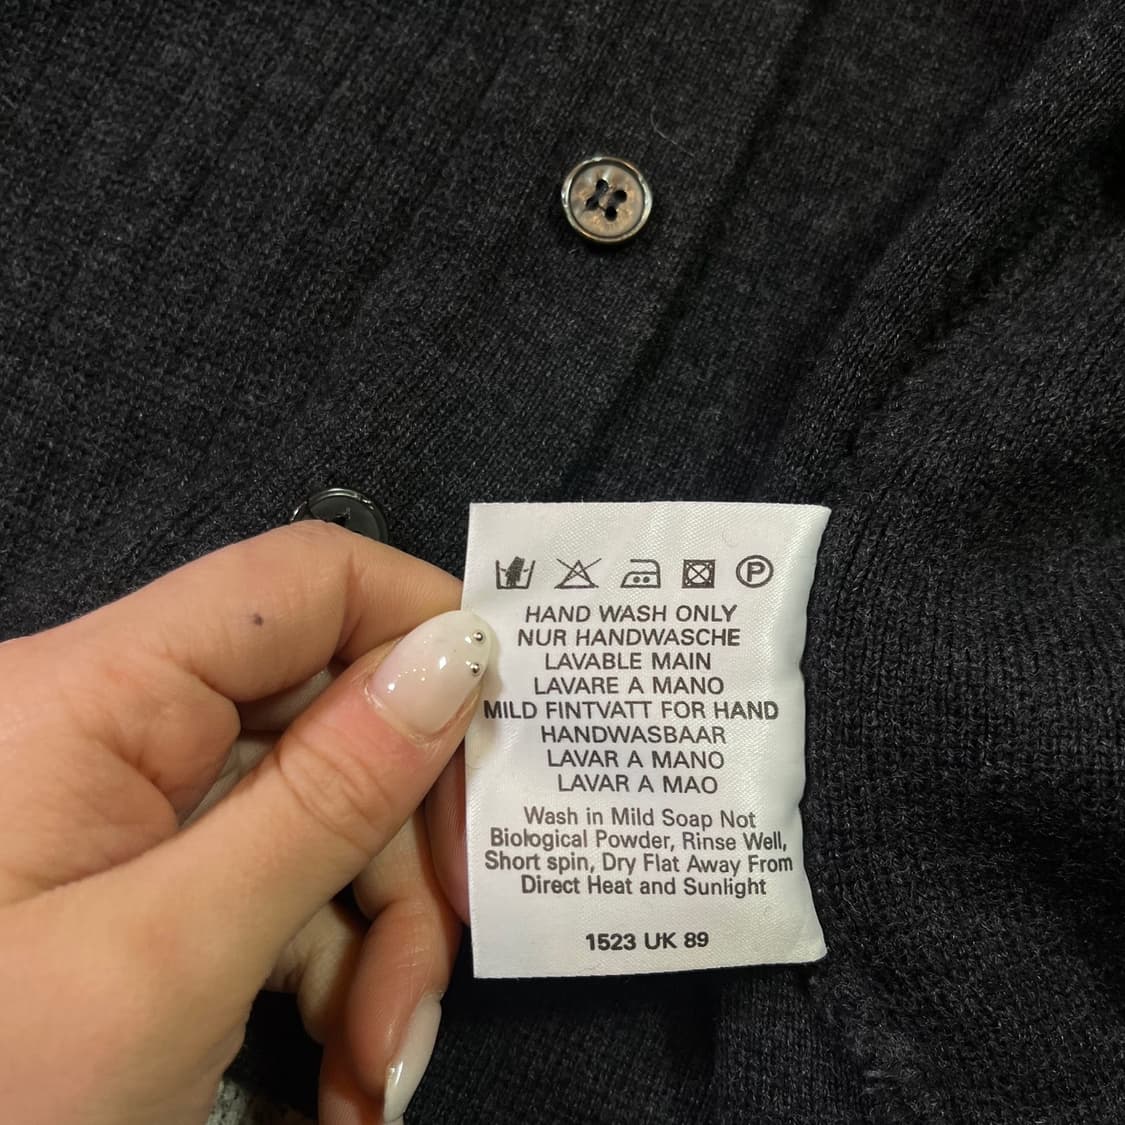 P
HAND WASH ONLY
NUR HANDWASCHE
LAVABLE MAIN
LAVARE A MANO
MILD FINTVATT FOR HAND
HANDWASBAAR
LAVAR A MANO
LAVAR A MAO
Wash in Mild Soap Not
Biological Powder, Rinse Well,
Short spin, Dry Flat Away From
Direct Heat and Sunlight
1523 UK 89